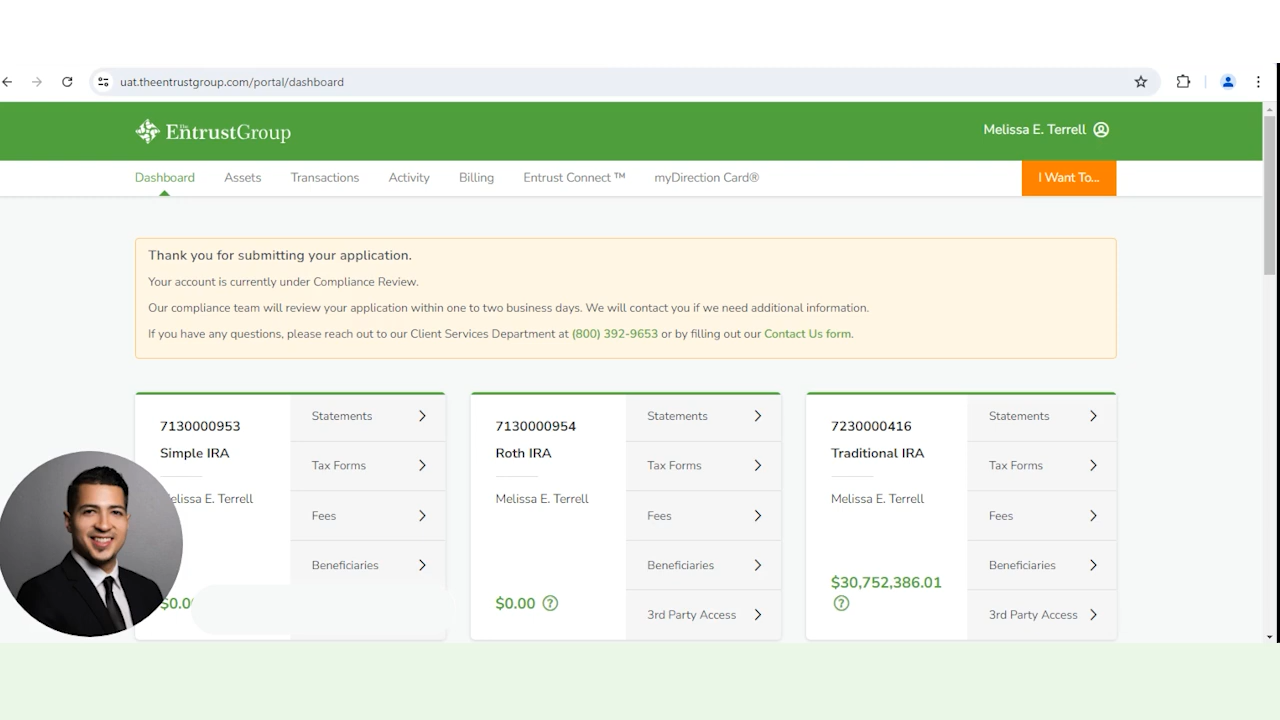 uat.theentrustgroup.com/portal/dashboard
The EntrustGroup
Melissa E. Terrell
Dashboard Assets Transactions Activity Billing Entrust Connect ™ myDirection Card® I Want To...
Thank you for submitting your application.
Your account is currently under Compliance Review.
Our compliance team will review your application within one to two business days. We will contact you if we need additional information.
If you have any questions, please reach out to our Client Services Department at (800) 392-9653 or by filling out our Contact Us form.
7130000953
Simple IRA
elissa E. Terrell
$0.0
Statements
Tax Forms
Fees
Beneficiaries
7130000954
Roth IRA
Melissa E. Terrell
$0.00
Statements
Tax Forms
Fees
Beneficiaries
3rd Party Access
7230000416
Traditional IRA
Melissa E. Terrell
$30,752,386.01
Statements
Tax Forms
Fees
Beneficiaries
3rd Party Access